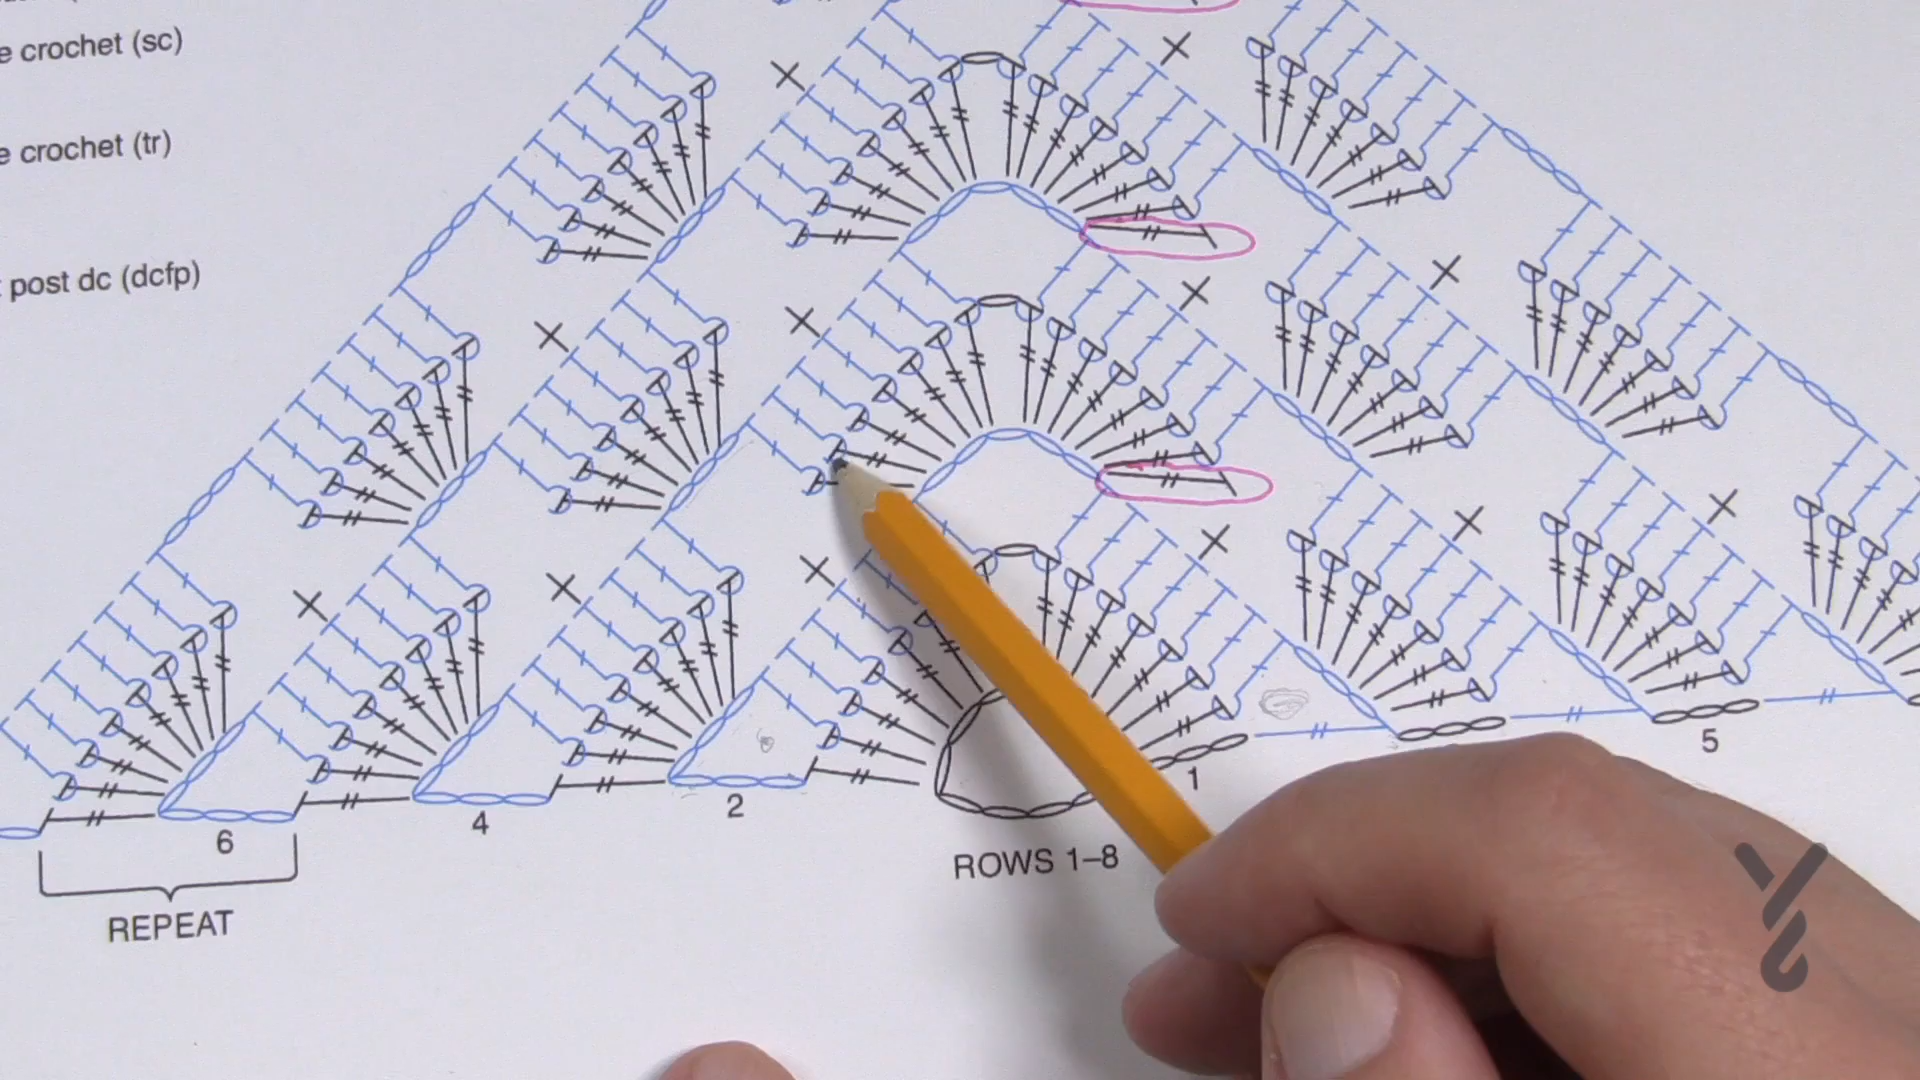 e crochet (sc)
e crochet (tr)
post dc (dcfp)
5
1
2
4
6
ROWS 1–8
REPEAT